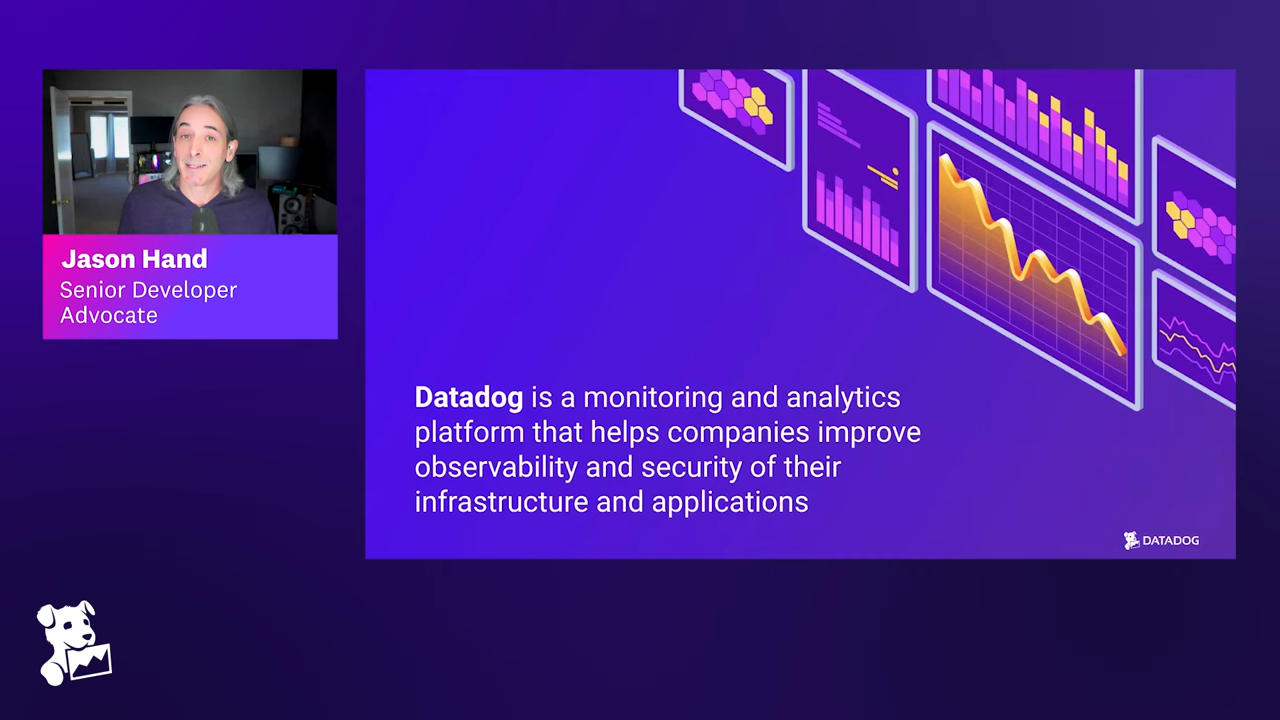 Jason Hand
Senior Developer
Advocate
Datadog is a monitoring and analytics
platform that helps companies improve
observability and security of their
infrastructure and applications
DATADOG